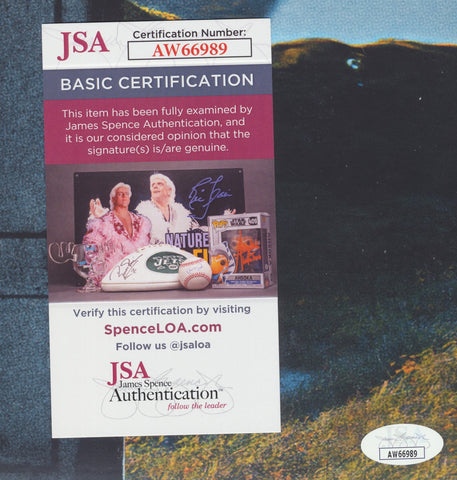 JSA
Certification Number:
AW66989
BASIC CERTIFICATION
This item has been fully examined by
James Spence Authentication, and
it is our considered opinion that the
signature(s) is/are genuine.
NATURE
JETS
Verify this certification by visiting
SpenceLOA.com
Follow us @jsaloa
JSA
James Spence
Authentication
follow the leader
AW66989